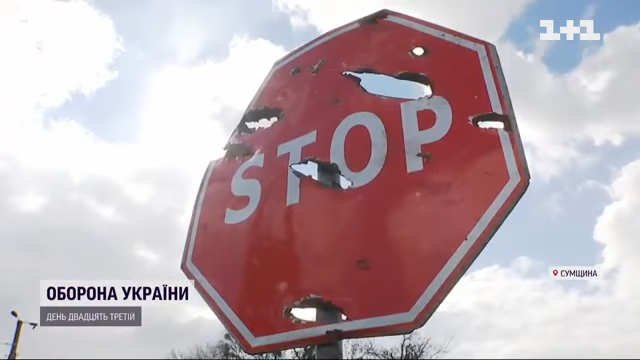 1+1
STOP
СУМЩИНА
ОБОРОНА УКРАЇНИ
ДЕНЬ ДВАДЦЯТЬ ТРЕТІЙ